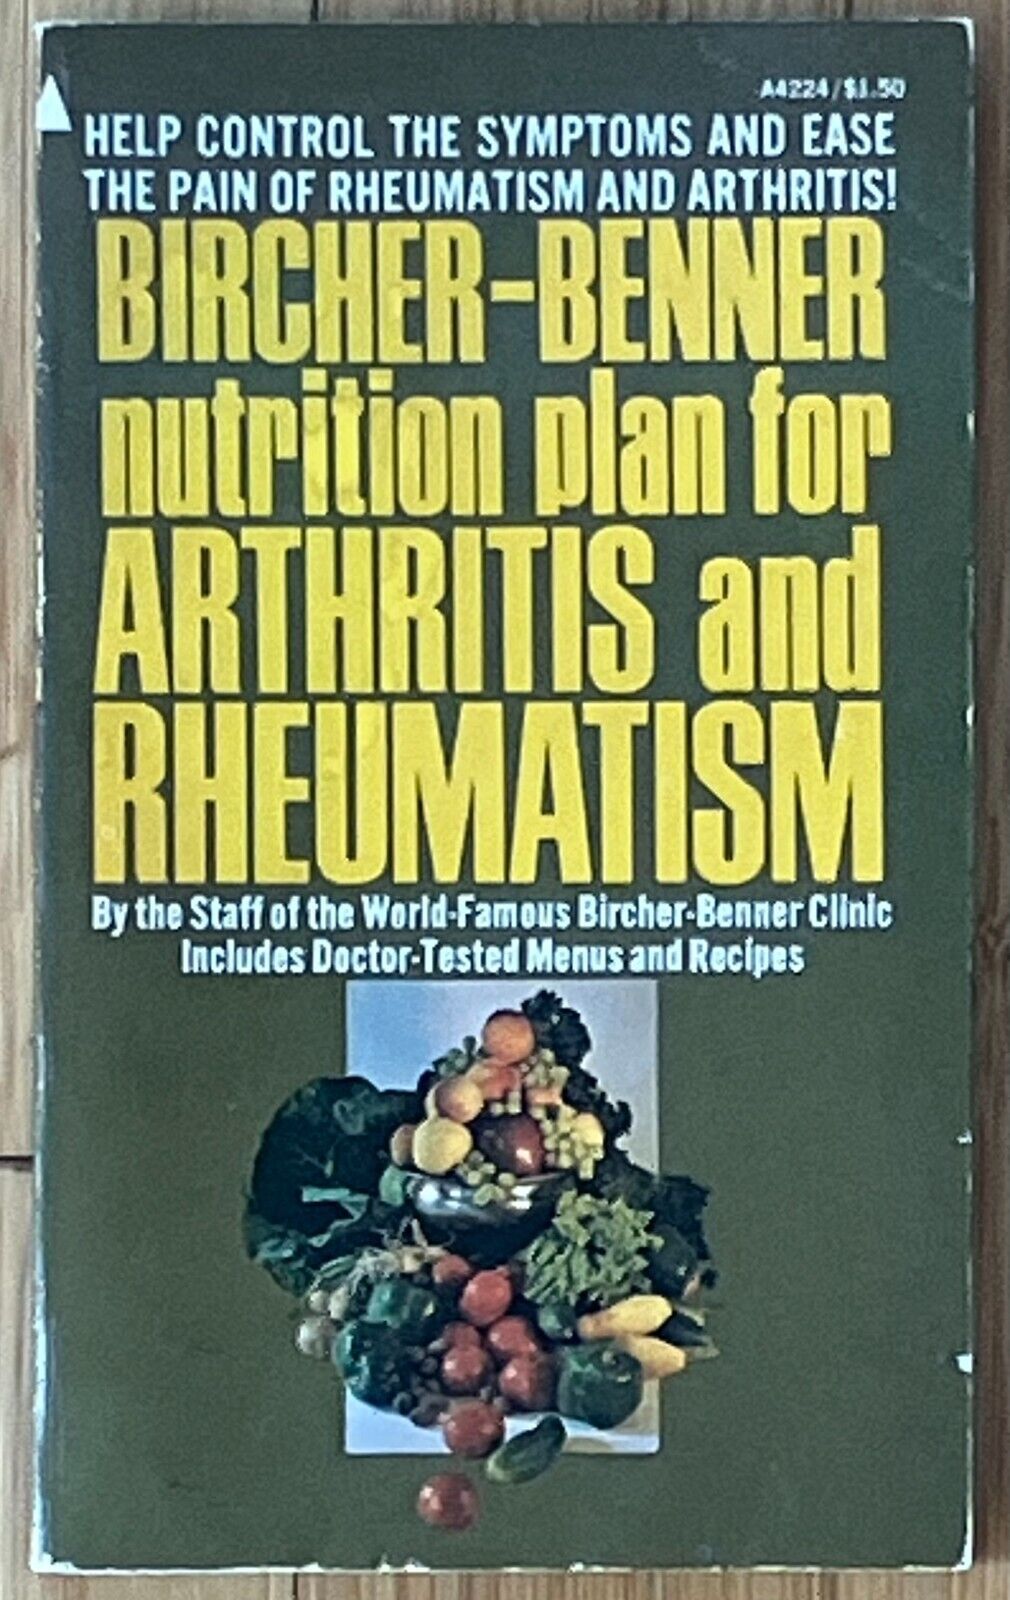 A4224/$1.50
HELP CONTROL THE SYMPTOMS AND EASE
THE PAIN OF RHEUMATISM AND ARTHRITIS!
BIRCHER-BENNER
nutrition plan for
ARTHRITIS and
RHEUMATISM
By the Staff of the World-Famous Bircher-Benner Clinic
Includes Doctor-Tested Menus and Recipes